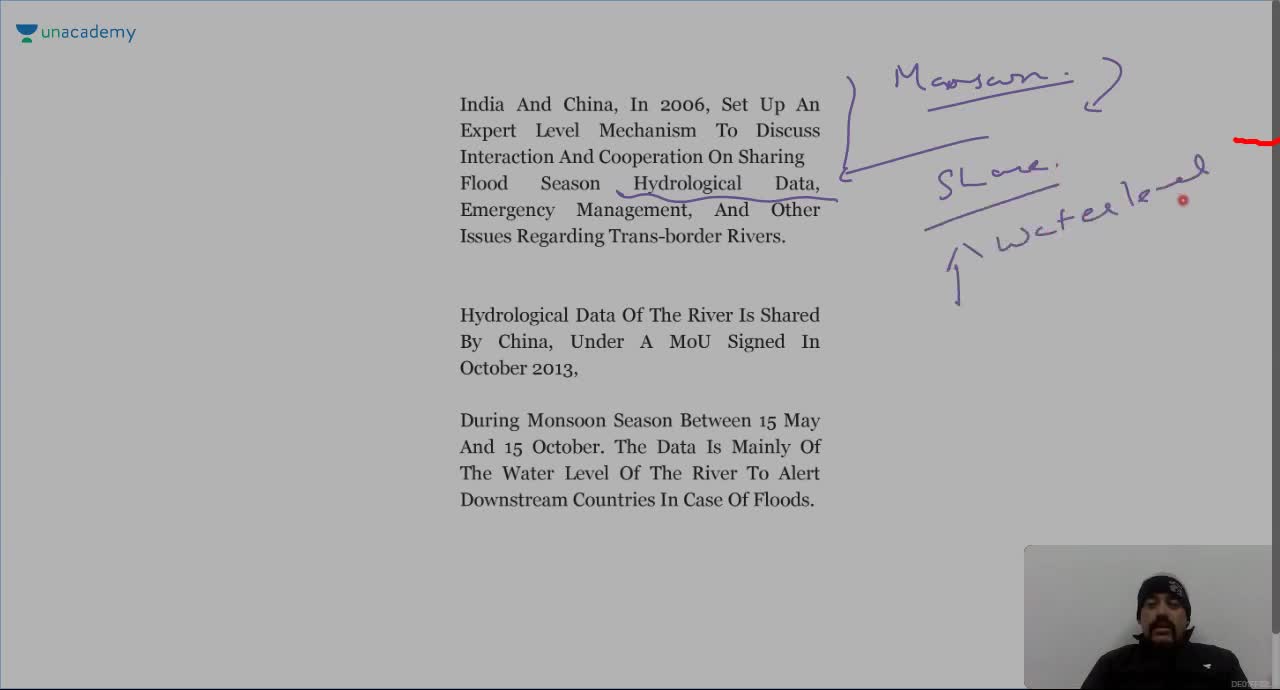 unacademy
India And China, In 2006, Set Up An
Expert Level Mechanism To Discuss
Interaction And Cooperation On Sharing
Flood Season Hydrological Data,
Emergency Management, And Other
Issues Regarding Trans-border Rivers.
Monsoon.
Share.
Water level
Hydrological Data Of The River Is Shared
By China, Under A MoU Signed In
October 2013,
During Monsoon Season Between 15 May
And 15 October. The Data Is Mainly Of
The Water Level Of The River To Alert
Downstream Countries In Case Of Floods.